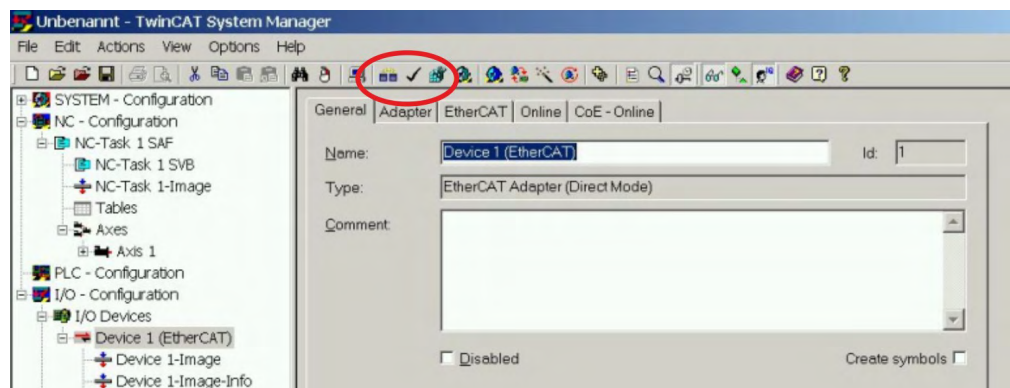 Unbenannt - TwinCAT System Manager
File Edit Actions View Options Help
SYSTEM - Configuration
NC - Configuration
NC-Task 1 SAF
NC-Task 1 SVB
NC-Task 1-Image
Tables
Axes
Axis 1
PLC - Configuration
I/O - Configuration
I/O Devices
Device 1 (EtherCAT)
Device 1-Image
Device 1-Image-Info
General Adapter EtherCAT Online CoE - Online
Name: Device 1 (EtherCAT) Id: 1
Type: EtherCAT Adapter (Direct Mode)
Comment:
Disabled Create symbols